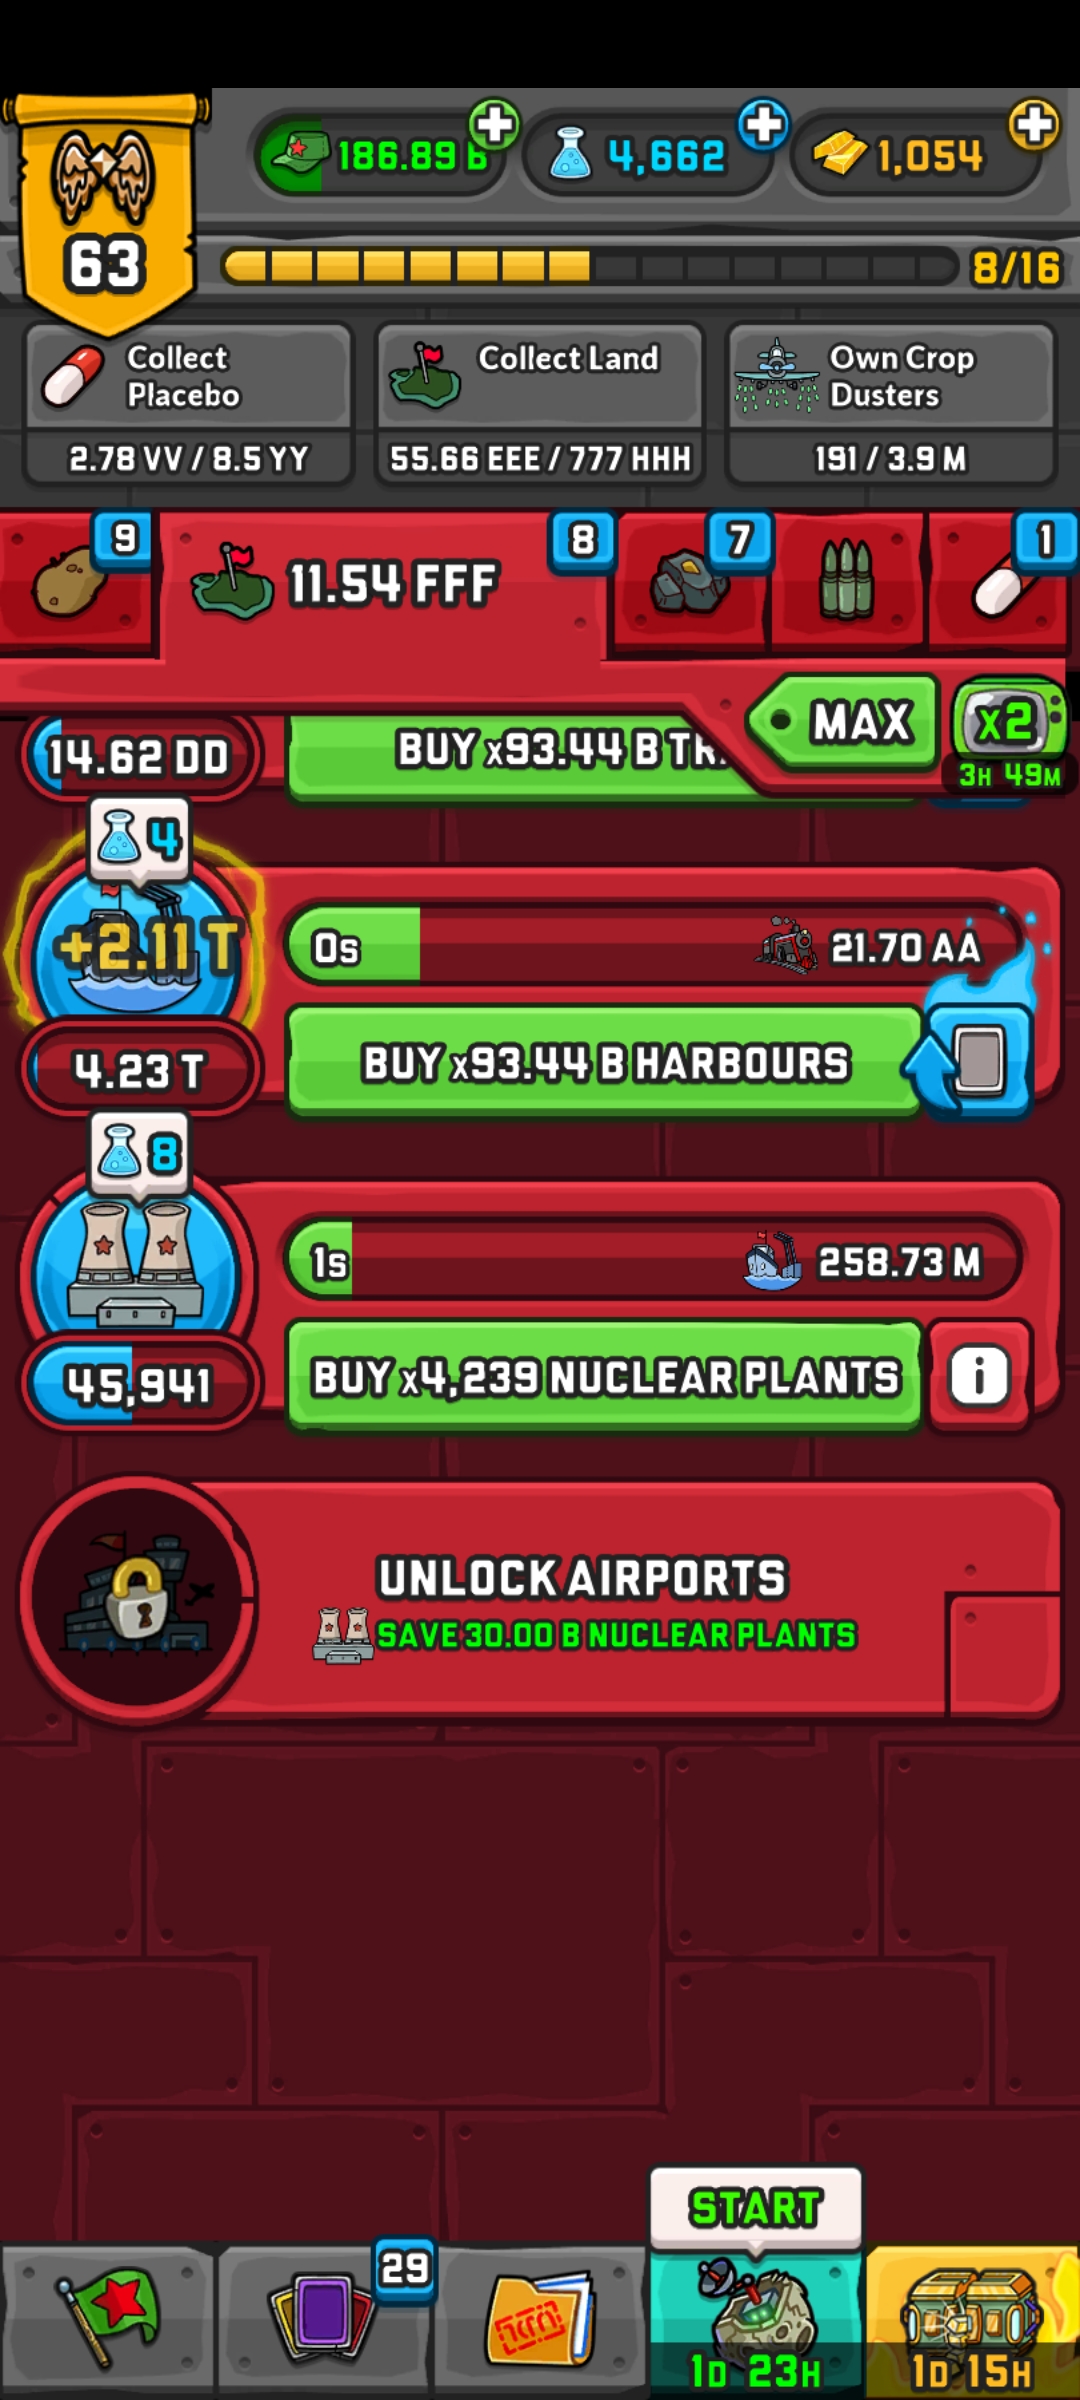 186.89 B
4,662
1,054
63
8/16
Collect
Placebo
2.78 VV / 8.5 YY
Collect Land
55.66 EEE / 777 HHH
Own Crop
Dusters
191 / 3.9 M
9
11.54 FFF
8
7
1
MAX
x2
3H 49M
14.62 DD
BUY x93.44 B
4
+2.11 T
0s
21.70 AA
4.23 T
BUY x93.44 B HARBOURS
8
1s
258.73 M
45,941
BUY x4,239 NUCLEAR PLANTS
i
UNLOCK AIRPORTS
SAVE 30.00 B NUCLEAR PLANTS
START
29
1D 23H
1D 15H